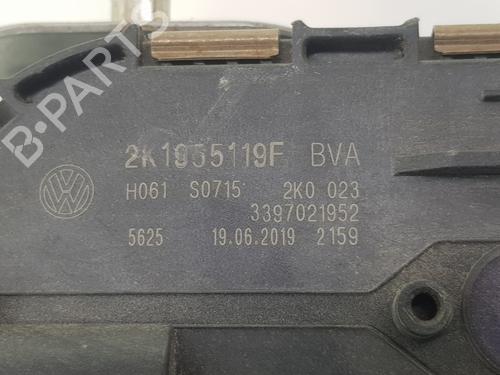 B-PARTS
2K1955119F BVA
H061 S0715 2K0 023
3397021952
5625 19.06.2019 2159